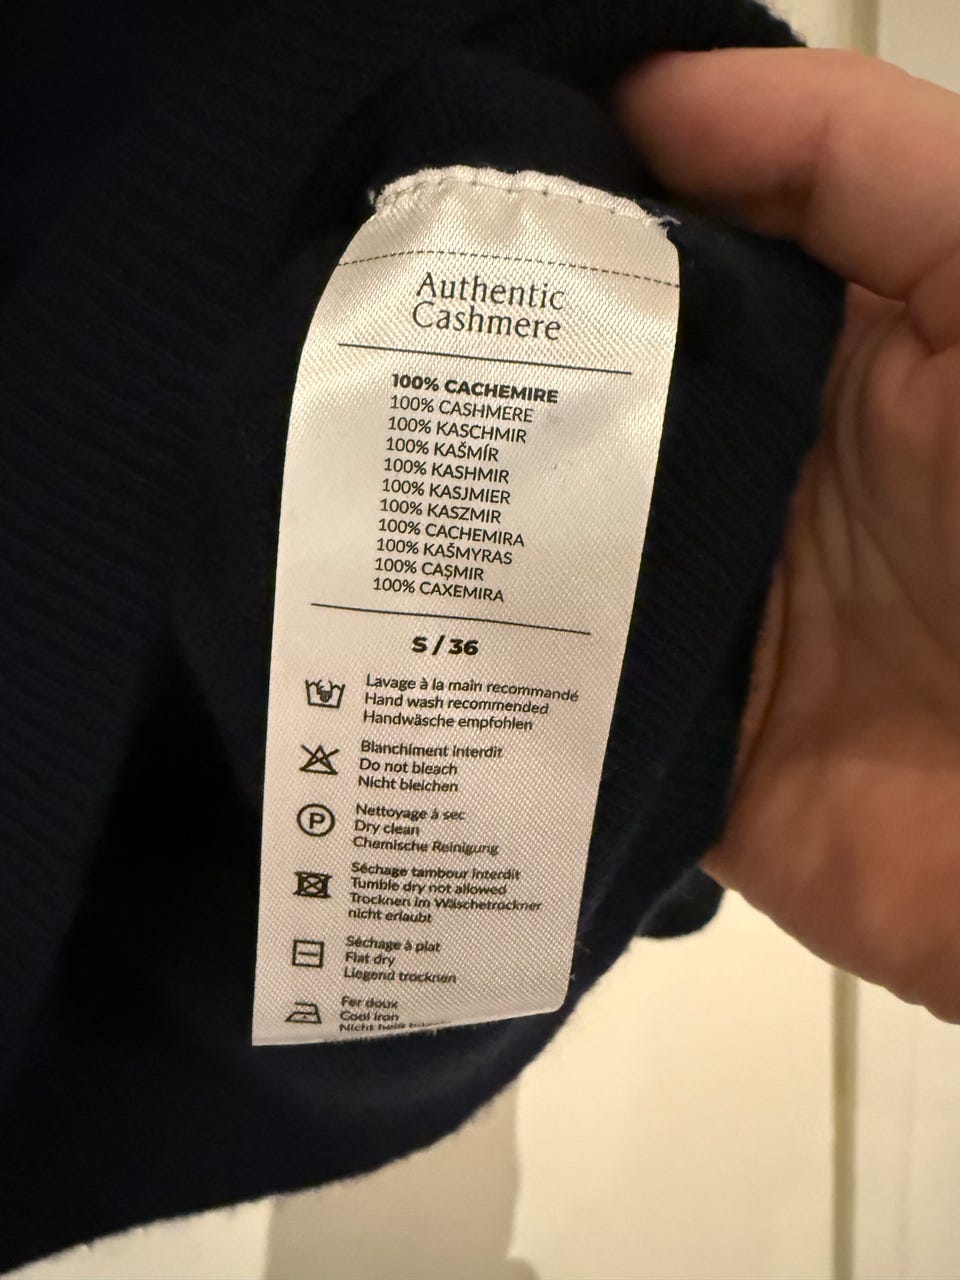 Authentic
Cashmere
100% CACHEMIRE
100% CASHMERE
100% KASCHMIR
100% KAŠMÍR
100% KASHMIR
100% KASJMIER
100% KASZMIR
100% CACHEMIRA
100% KAŠMYRAS
100% CAȘMIR
100% CAXEMIRA
S / 36
Lavage à la main recommandé
Hand wash recommended
Handwäsche empfohlen
Blanchiment interdit
Do not bleach
Nicht bleichen
P
Nettoyage à sec
Dry clean
Chemische Reinigung
Séchage tambour interdit
Tumble dry not allowed
Trocknen im Wäschetrockner
nicht erlaubt
Séchage à plat
Flat dry
Liegend trocknen
Fer doux
Cool iron
Nicht heiß